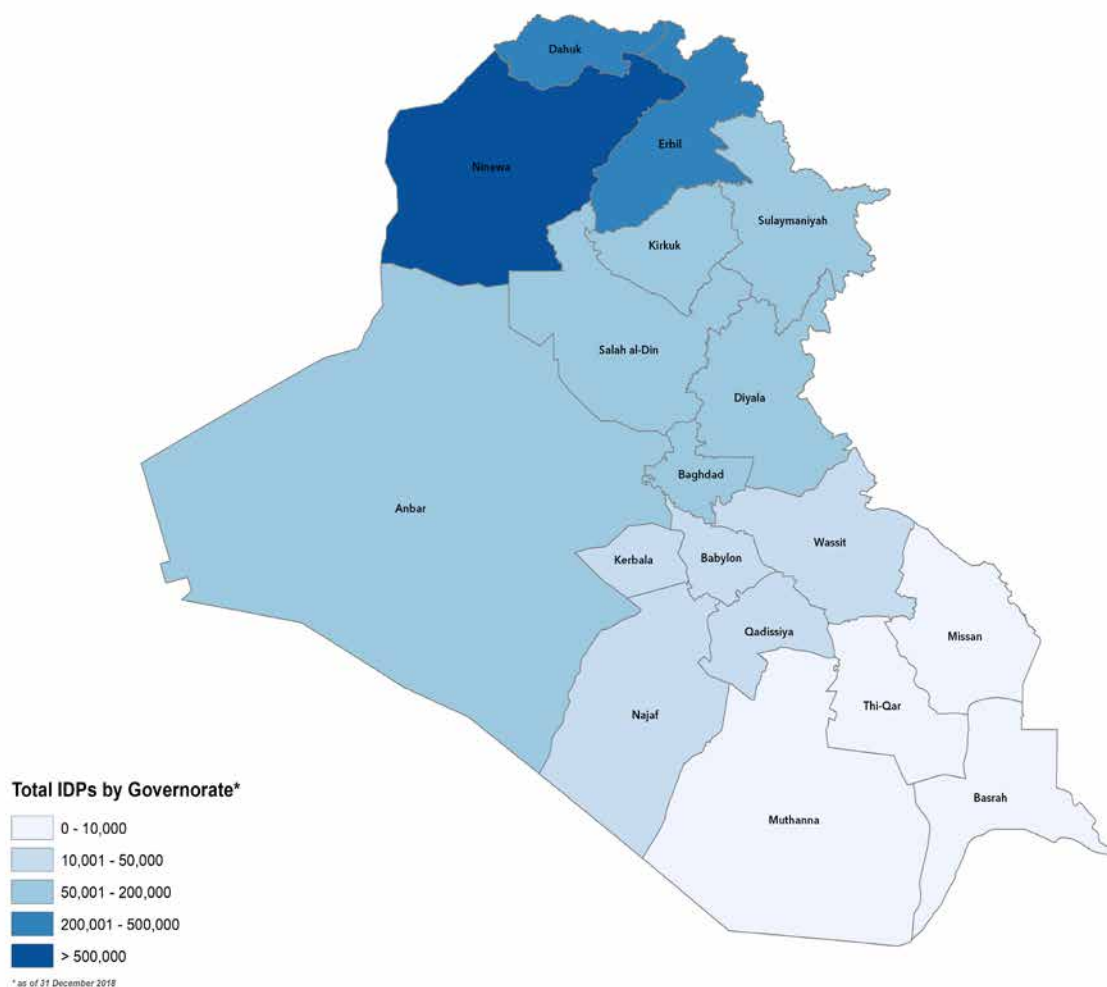 Dahuk
Ninewa
Erbil
Sulaymaniyah
Kirkuk
Salah al-Din
Diyala
Baghdad
Anbar
Wassit
Kerbala
Babylon
Qadissiya
Missan
Najaf
Thi-Qar
Basrah
Muthanna
Total IDPs by Governorate*
0 - 10,000
10,001 - 50,000
50,001 - 200,000
200,001 - 500,000
> 500,000
* as of 31 December 2018